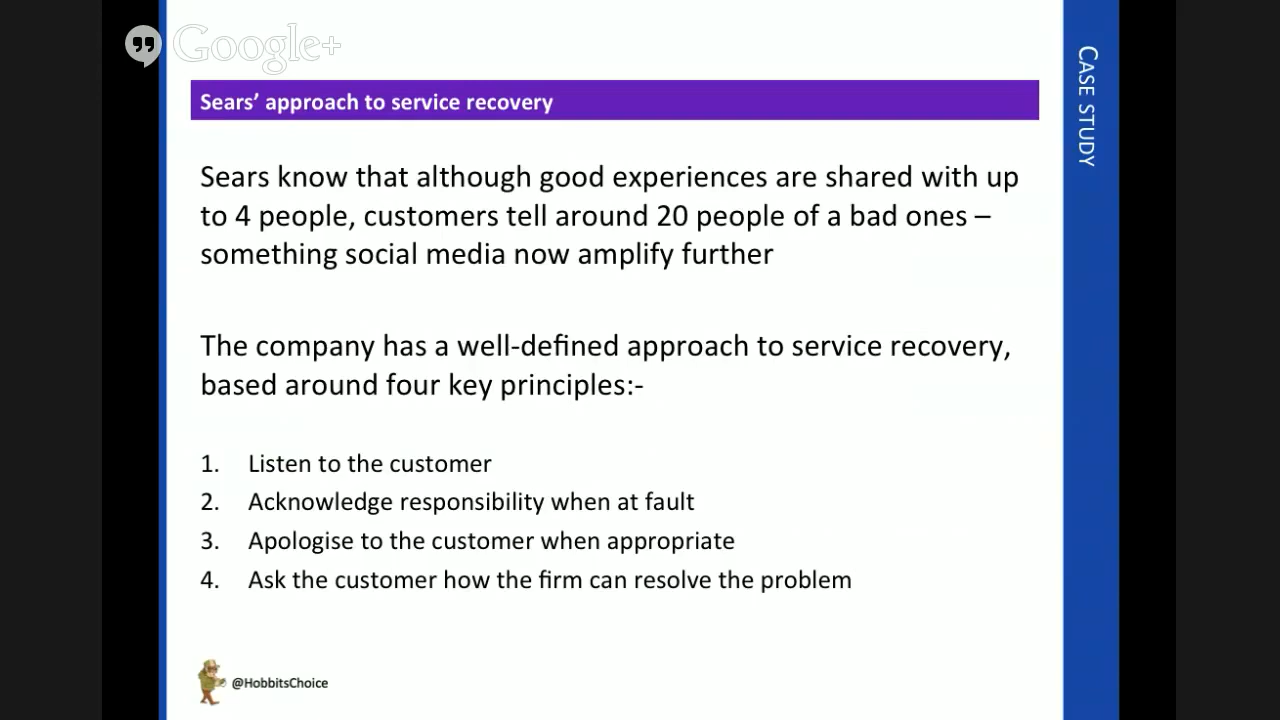 Google+
CASE STUDY
Sears’ approach to service recovery
Sears know that although good experiences are shared with up
to 4 people, customers tell around 20 people of a bad ones –
something social media now amplify further
The company has a well-defined approach to service recovery,
based around four key principles:-
1. Listen to the customer
2. Acknowledge responsibility when at fault
3. Apologise to the customer when appropriate
4. Ask the customer how the firm can resolve the problem
@HobbitsChoice